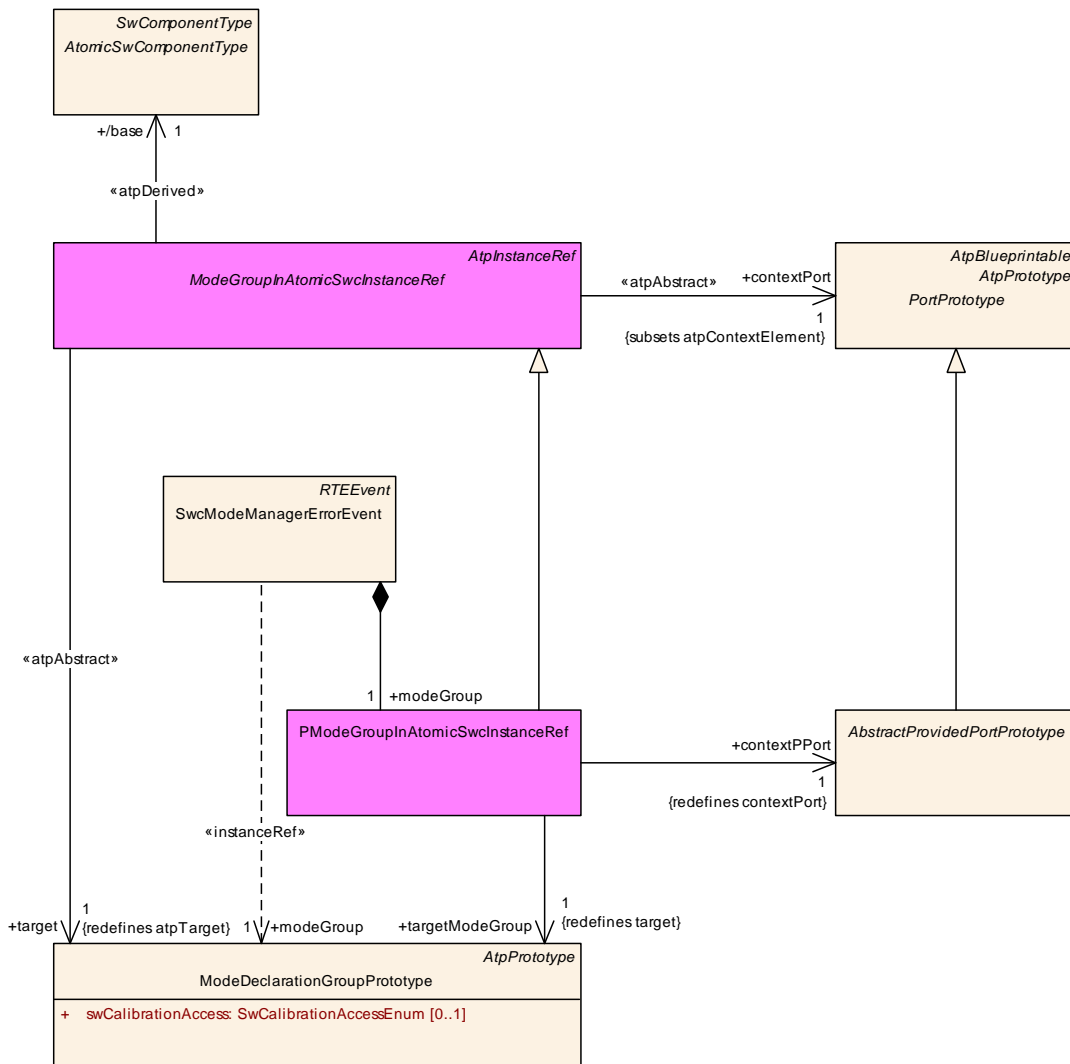 SwComponentType
AtomicSwComponentType
+/base 1
«atpDerived»
AtpInstanceRef
ModeGroupInAtomicSwcInstanceRef
AtpBlueprintable
AtpPrototype
PortPrototype
«atpAbstract» +contextPort
1
{subsets atpContextElement}
RTEEvent
SwcModeManagerErrorEvent
«atpAbstract»
1 +modeGroup
PModeGroupInAtomicSwcInstanceRef
AbstractProvidedPortPrototype
+contextPPort
1
{redefines contextPort}
«instanceRef»
+target 1
{redefines atpTarget}
1 +modeGroup
+targetModeGroup 1
{redefines target}
AtpPrototype
ModeDeclarationGroupPrototype
+ swCalibrationAccess: SwCalibrationAccessEnum [0..1]